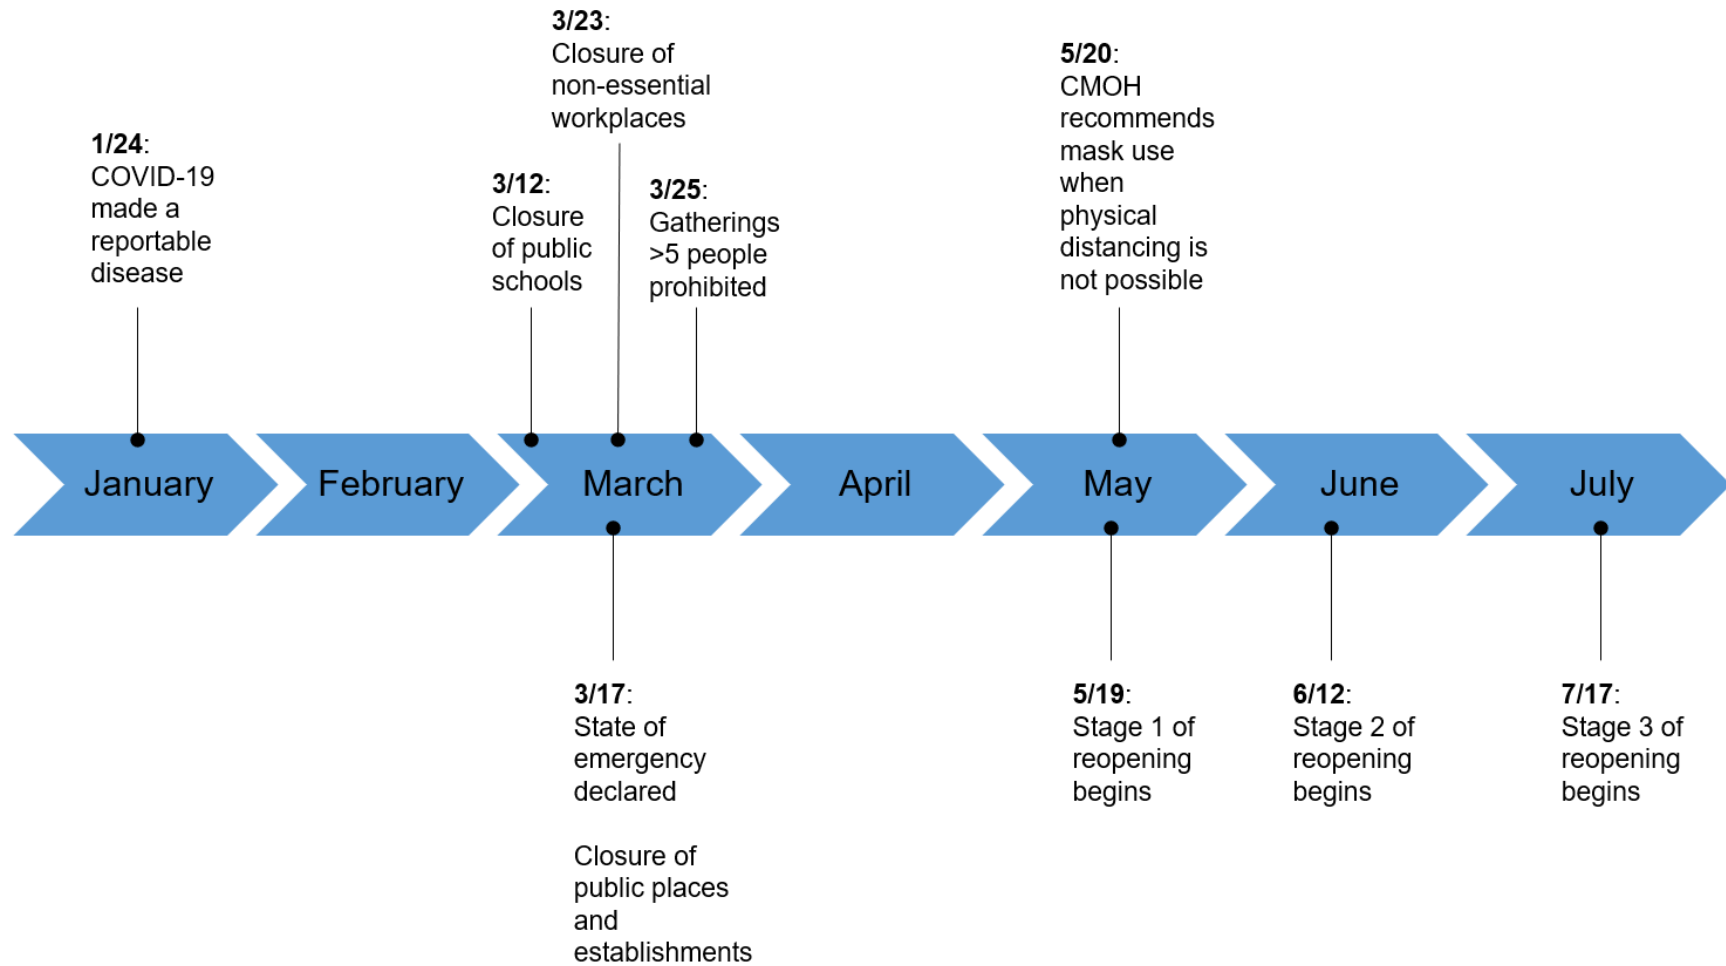 3/23:
Closure of
non-essential
workplaces
5/20:
CMOH
recommends
mask use
when
physical
distancing is
not possible
1/24:
COVID-19
made a
reportable
disease
3/12:
Closure
of public
schools
3/25:
Gatherings
>5 people
prohibited
January
February
March
April
May
June
July
3/17:
State of
emergency
declared
Closure of
public places
and
establishments
5/19:
Stage 1 of
reopening
begins
6/12:
Stage 2 of
reopening
begins
7/17:
Stage 3 of
reopening
begins